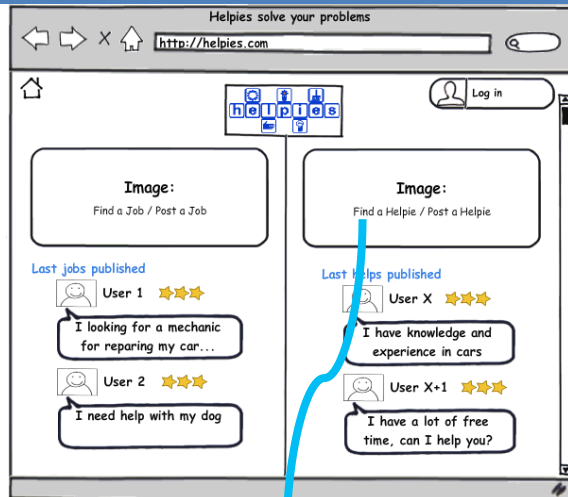 Helpies solve your problems
http://helpies.com
Log in
helpies
Image:
Find a Job / Post a Job
Image:
Find a Helpie / Post a Helpie
Last jobs published
User 1
I looking for a mechanic
for reparing my car...
User 2
I need help with my dog
Last helps published
User X
I have knowledge and
experience in cars
User X+1
I have a lot of free
time, can I help you?